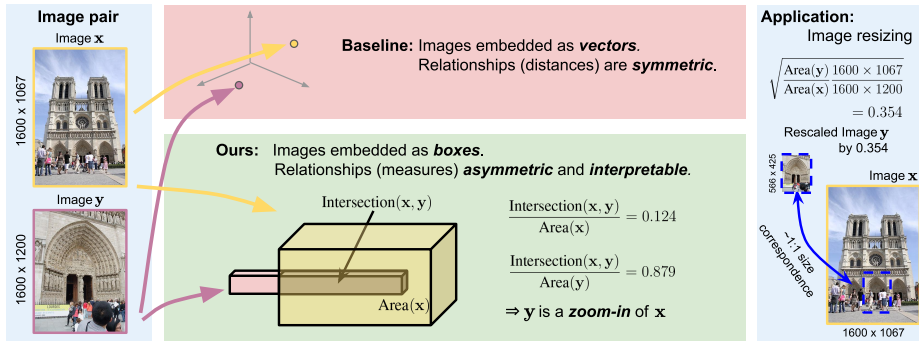 Image pair
Image x
1600 x 1067
Image y
1600 x 1200
Baseline: Images embedded as vectors.
Relationships (distances) are symmetric.
Ours: Images embedded as boxes.
Relationships (measures) asymmetric and interpretable.
Intersection(x, y)
Area(x)
Intersection(x, y) / Area(x) = 0.124
Intersection(x, y) / Area(y) = 0.879
⇒ y is a zoom-in of x
Application:
Image resizing
√(Area(y) 1600 × 1067 / Area(x) 1600 × 1200)
= 0.354
Rescaled Image y
by 0.354
566 x 425
Image x
~1:1 size
correspondence
1600 x 1067